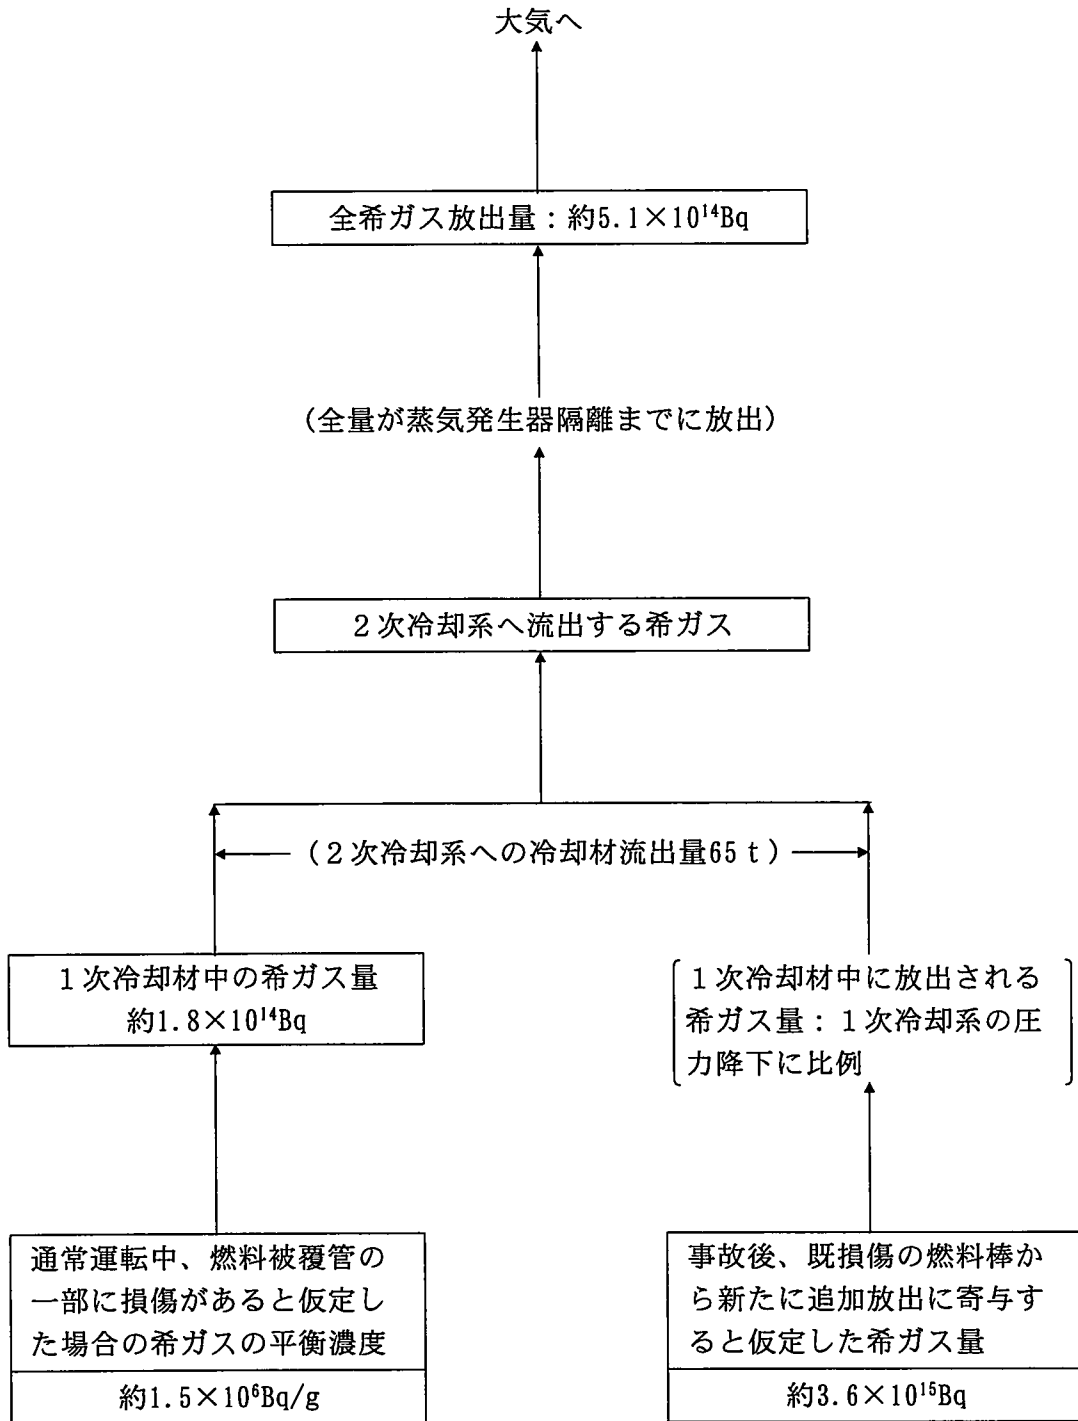 大気へ
全希ガス放出量：約5.1×10¹⁴Bq
（全量が蒸気発生器隔離までに放出）
２次冷却系へ流出する希ガス
（２次冷却系への冷却材流出量65ｔ）
１次冷却材中の希ガス量
約1.8×10¹⁴Bq
１次冷却材中に放出される
希ガス量：１次冷却系の圧
力降下に比例
通常運転中、燃料被覆管の
一部に損傷があると仮定し
た場合の希ガスの平衡濃度
約1.5×10⁶Bq/g
事故後、既損傷の燃料棒か
ら新たに追加放出に寄与す
ると仮定した希ガス量
約3.6×10¹⁵Bq